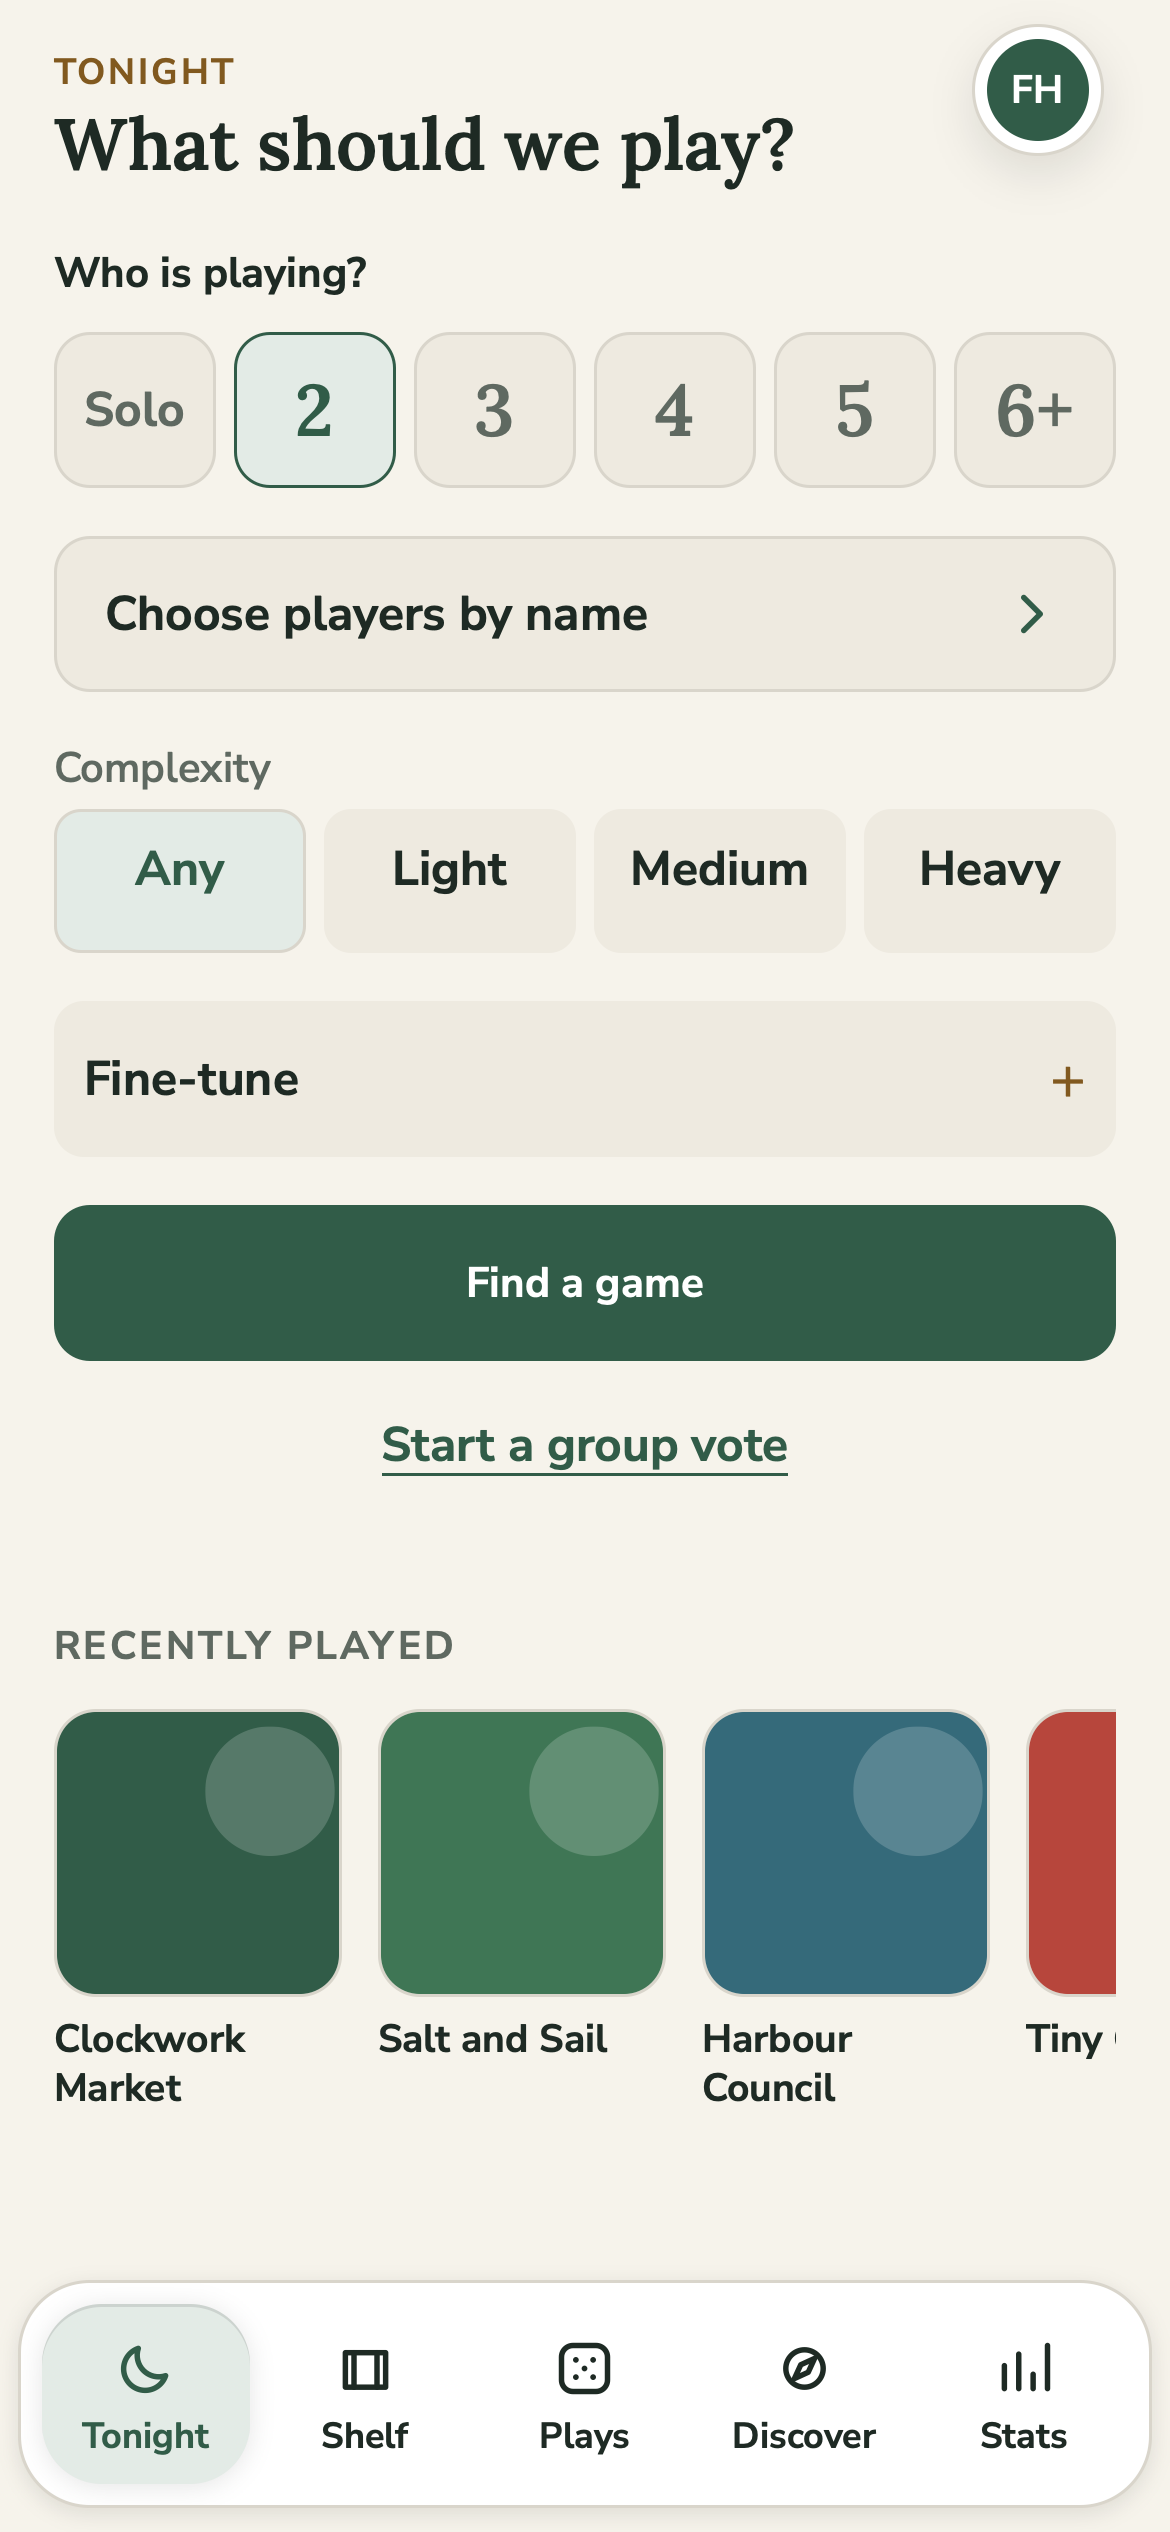 TONIGHT
FH
What should we play?
Who is playing?
Solo
2
3
4
5
6+
Choose players by name
Complexity
Any
Light
Medium
Heavy
Fine-tune
+
Find a game
Start a group vote
RECENTLY PLAYED
Clockwork
Market
Salt and Sail
Harbour
Council
Tiny
Tonight
Shelf
Plays
Discover
Stats